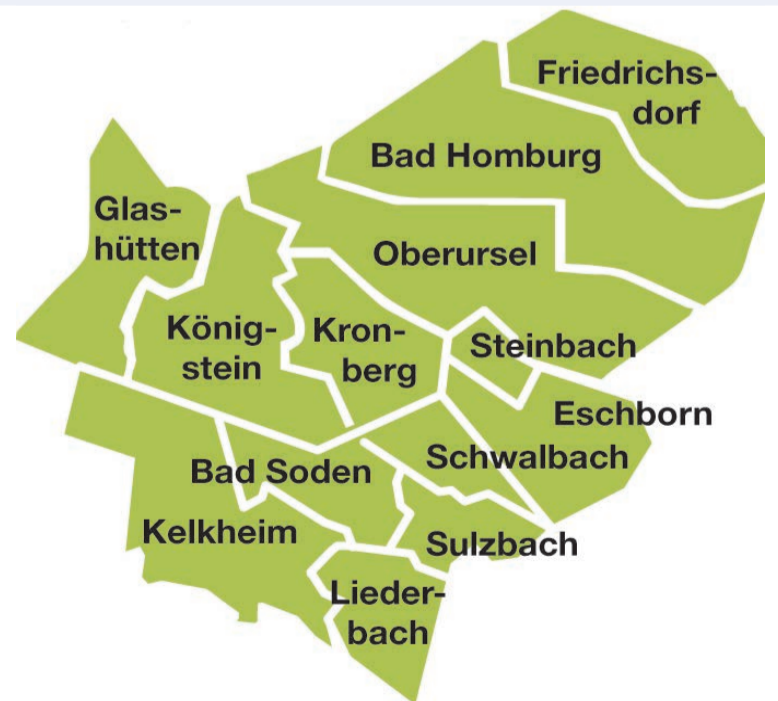 Friedrichs-
dorf
Bad Homburg
Glas-
hütten
Oberursel
König-
stein
Kron-
berg
Steinbach
Eschborn
Schwalbach
Bad Soden
Kelkheim
Sulzbach
Lieder-
bach